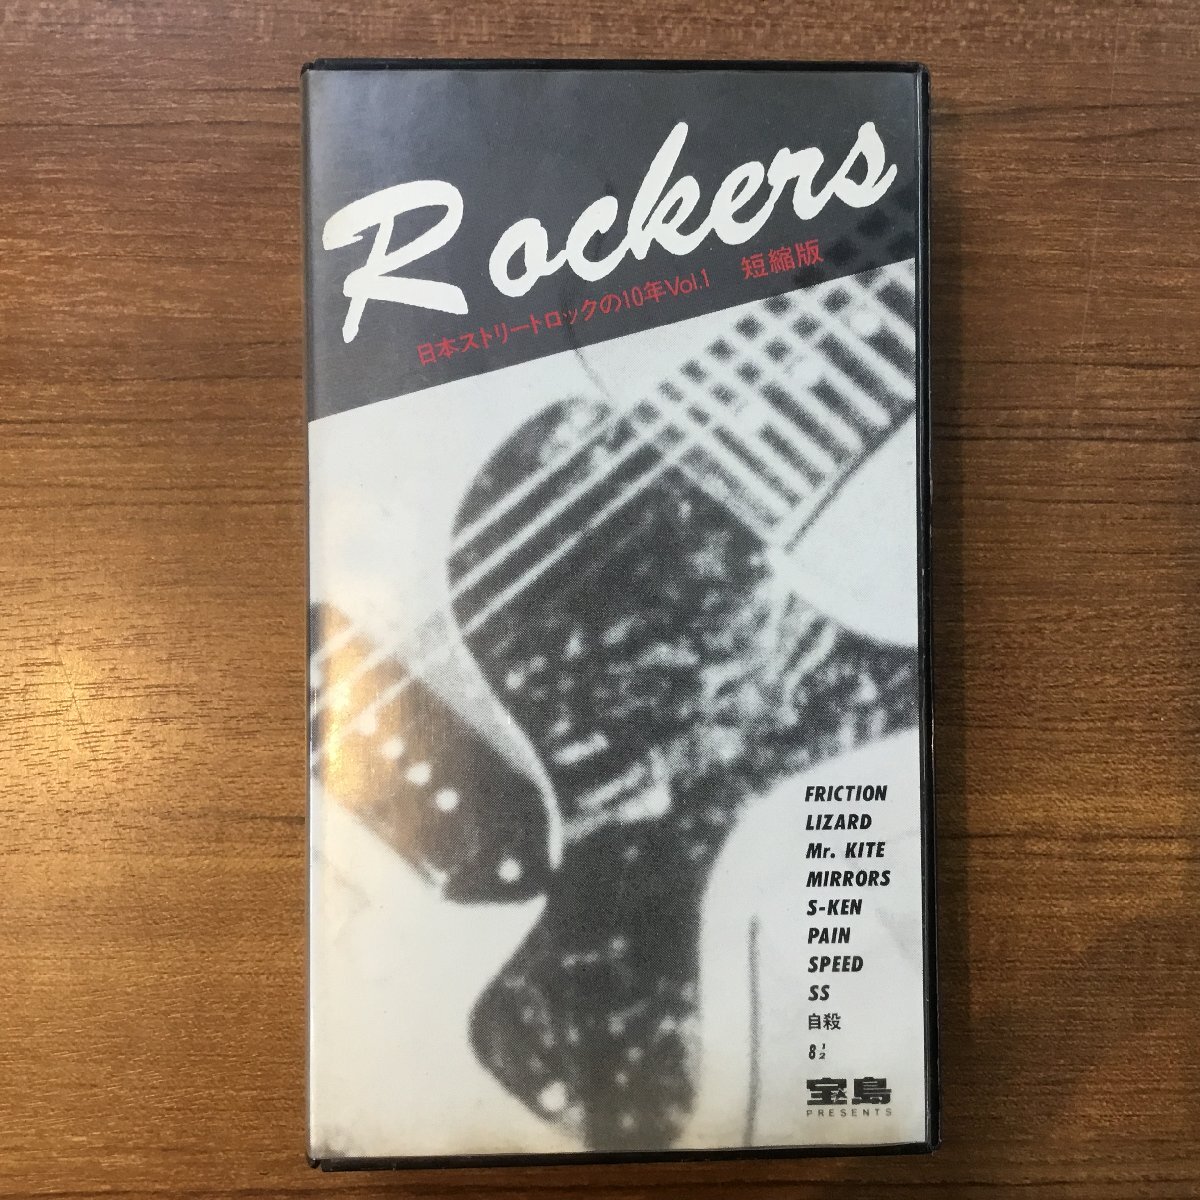 Rockers
日本ストリートロックの10年Vol.1 短縮版
FRICTION
LIZARD
Mr. KITE
MIRRORS
S-KEN
PAIN
SPEED
SS
自殺
8½
宝島
PRESENTS